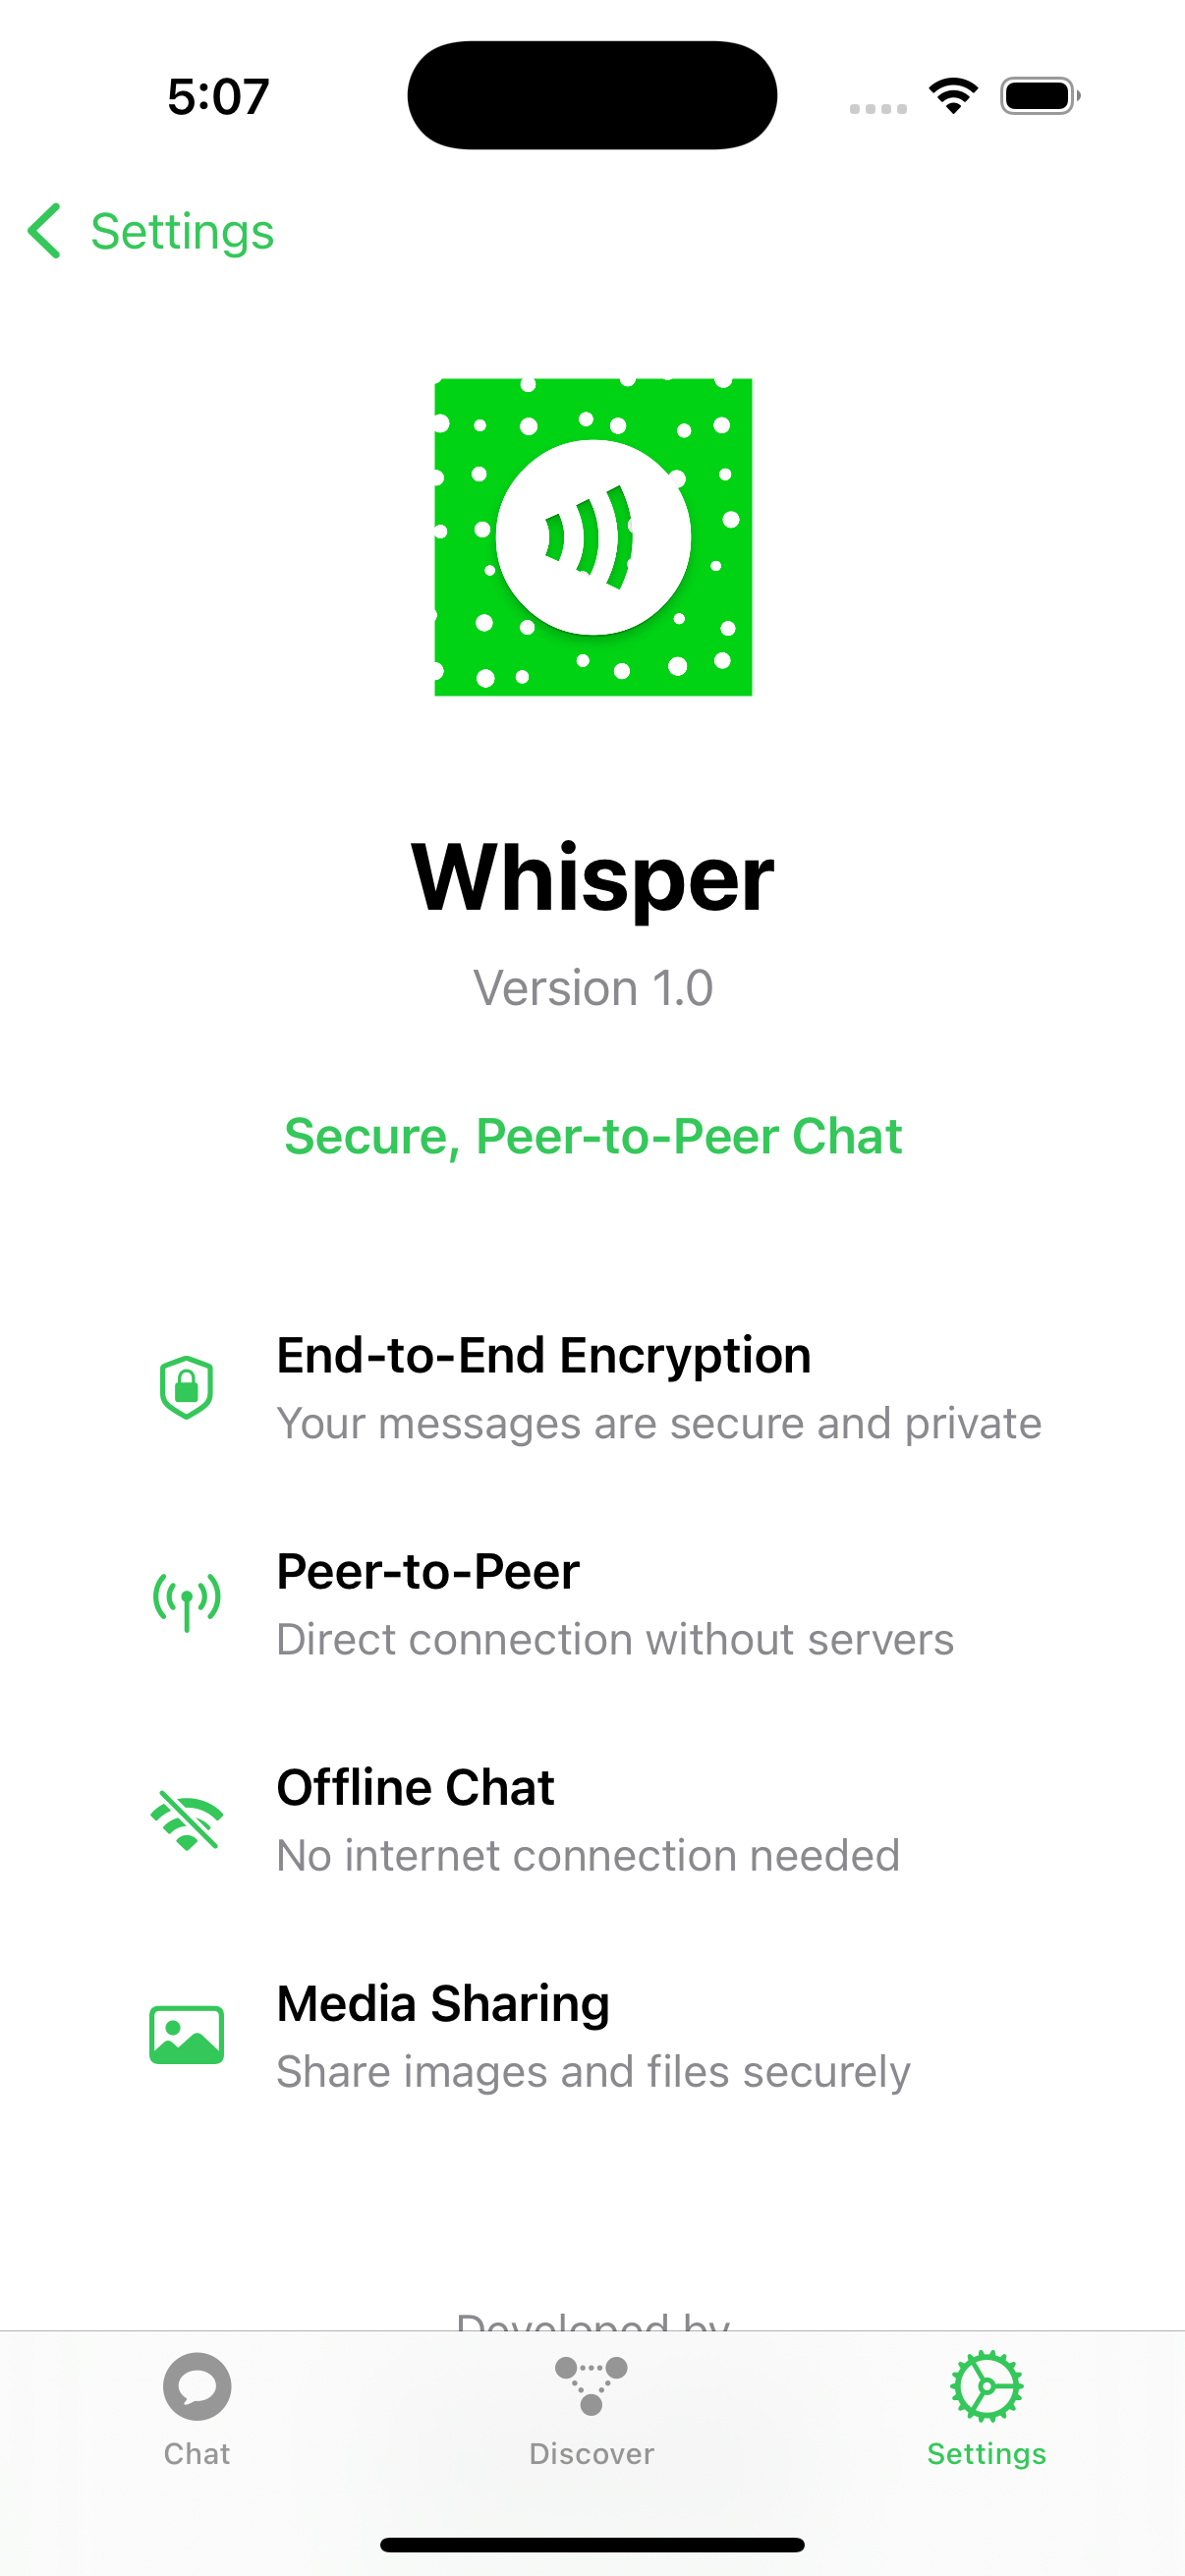 5:07
Settings
Whisper
Version 1.0
Secure, Peer-to-Peer Chat
End-to-End Encryption
Your messages are secure and private
Peer-to-Peer
Direct connection without servers
Offline Chat
No internet connection needed
Media Sharing
Share images and files securely
Developed by
Chat
Discover
Settings